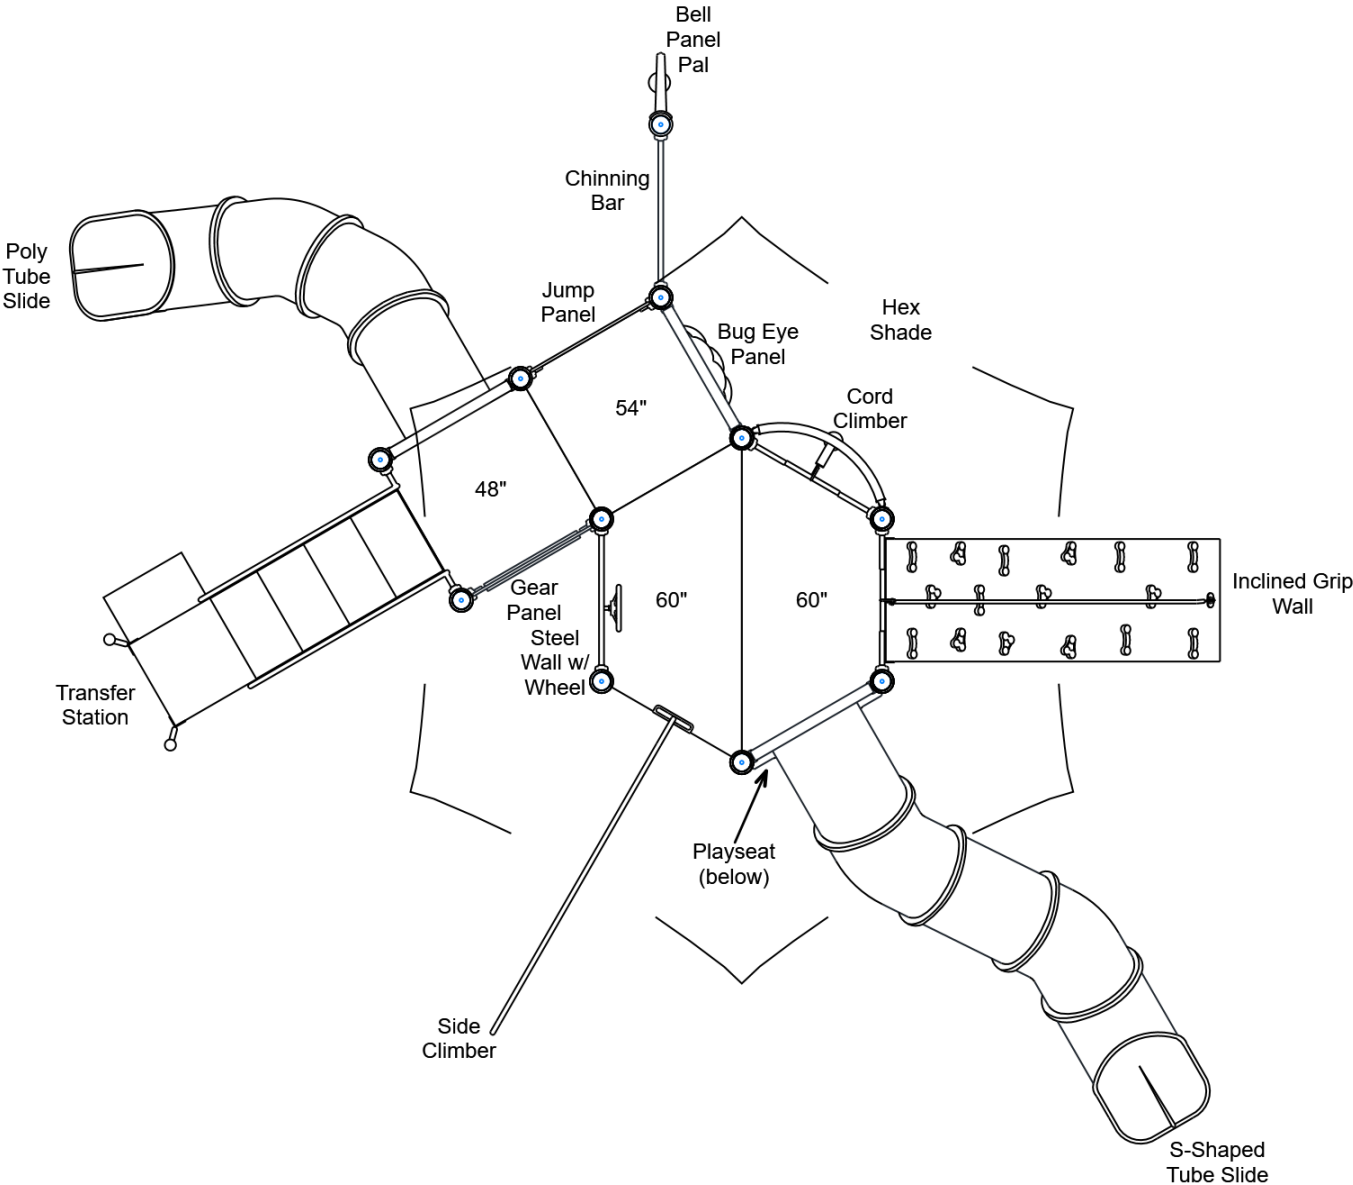 Bell
Panel
Pal
Chinning
Bar
Poly
Tube
Slide
Jump
Panel
Hex
Shade
Bug Eye
Panel
Cord
Climber
54"
48"
Gear
Panel
Steel
Wall w/
Wheel
60"
60"
Inclined Grip
Wall
Transfer
Station
Playseat
(below)
Side
Climber
S-Shaped
Tube Slide